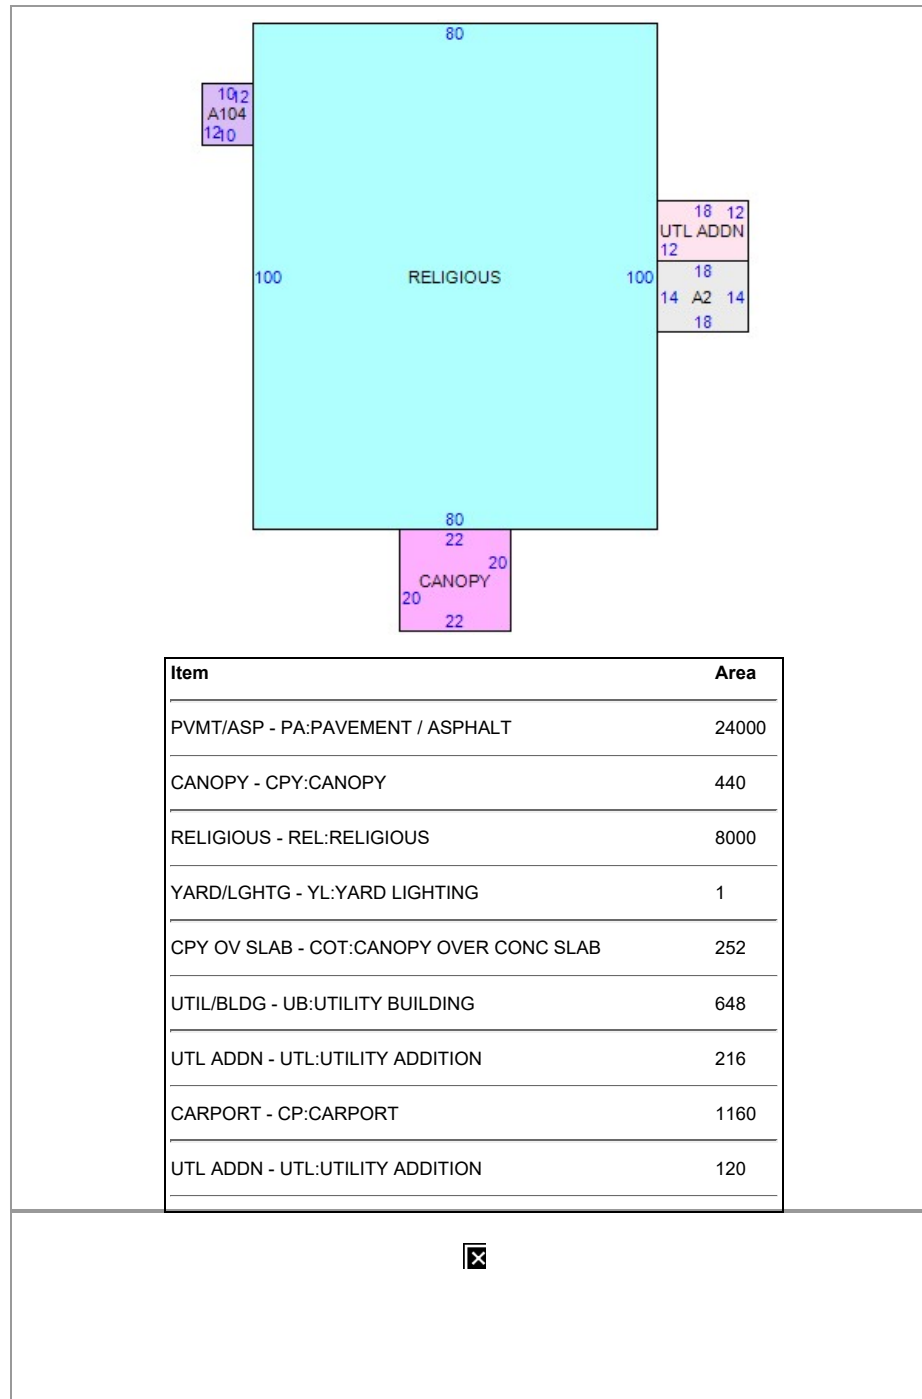 80
10 12
A104
12 10
18 12
UTL ADDN
12
100 RELIGIOUS 100
18
14 A2 14
18
80
22
20
CANOPY
20
22
Item Area
PVMT/ASP - PA:PAVEMENT / ASPHALT 24000
CANOPY - CPY:CANOPY 440
RELIGIOUS - REL:RELIGIOUS 8000
YARD/LGHTG - YL:YARD LIGHTING 1
CPY OV SLAB - COT:CANOPY OVER CONC SLAB 252
UTIL/BLDG - UB:UTILITY BUILDING 648
UTL ADDN - UTL:UTILITY ADDITION 216
CARPORT - CP:CARPORT 1160
UTL ADDN - UTL:UTILITY ADDITION 120